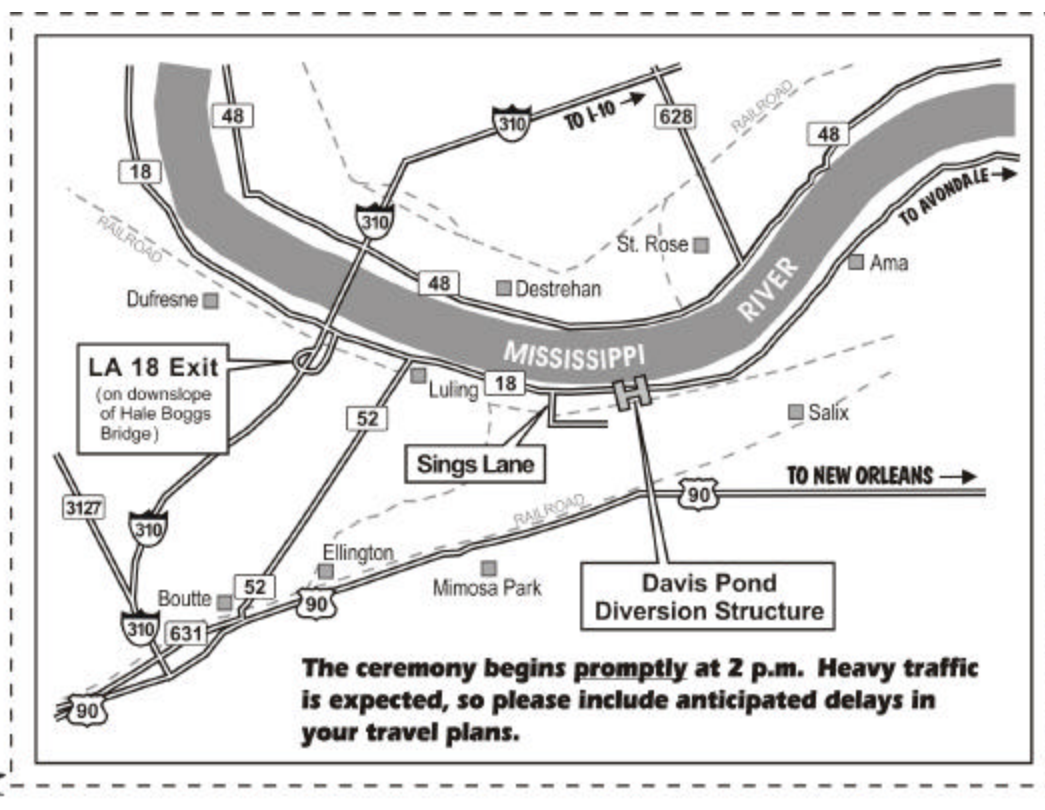 48
310
TO I-10
628
RAILROAD
48
18
310
TO AVONDALE
RAILROAD
St. Rose
Ama
48
Destrehan
RIVER
Dufresne
MISSISSIPPI
LA 18 Exit
(on downslope
of Hale Boggs
Bridge)
Luling
18
52
Salix
Sings Lane
TO NEW ORLEANS
90
3127
310
RAILROAD
Ellington
Mimosa Park
52
Boutte
90
Davis Pond
Diversion Structure
310
631
90
The ceremony begins promptly at 2 p.m. Heavy traffic
is expected, so please include anticipated delays in
your travel plans.